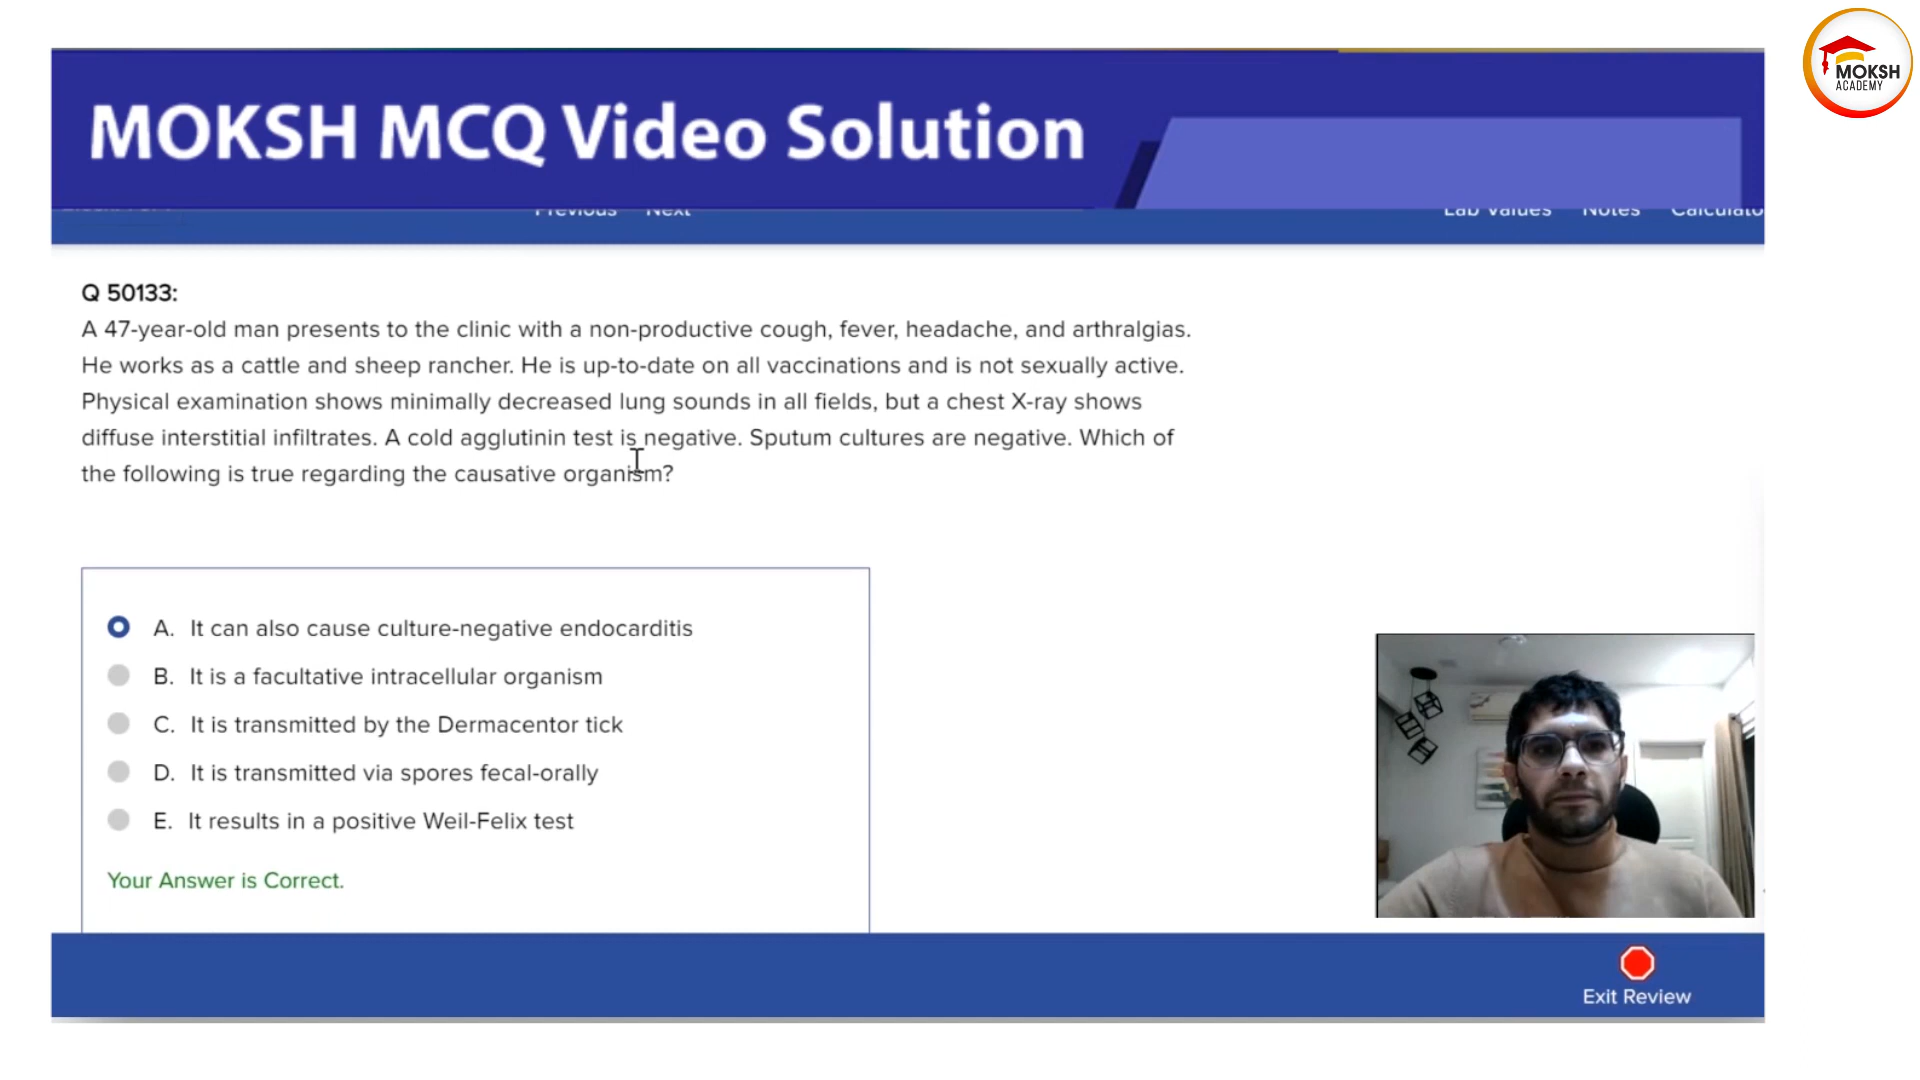 MOKSH
ACADEMY
MOKSH MCQ Video Solution
Previous Next Lab Values Notes Calculato
Q 50133:
A 47-year-old man presents to the clinic with a non-productive cough, fever, headache, and arthralgias.
He works as a cattle and sheep rancher. He is up-to-date on all vaccinations and is not sexually active.
Physical examination shows minimally decreased lung sounds in all fields, but a chest X-ray shows
diffuse interstitial infiltrates. A cold agglutinin test is negative. Sputum cultures are negative. Which of
the following is true regarding the causative organism?
A. It can also cause culture-negative endocarditis
B. It is a facultative intracellular organism
C. It is transmitted by the Dermacentor tick
D. It is transmitted via spores fecal-orally
E. It results in a positive Weil-Felix test
Your Answer is Correct.
Exit Review